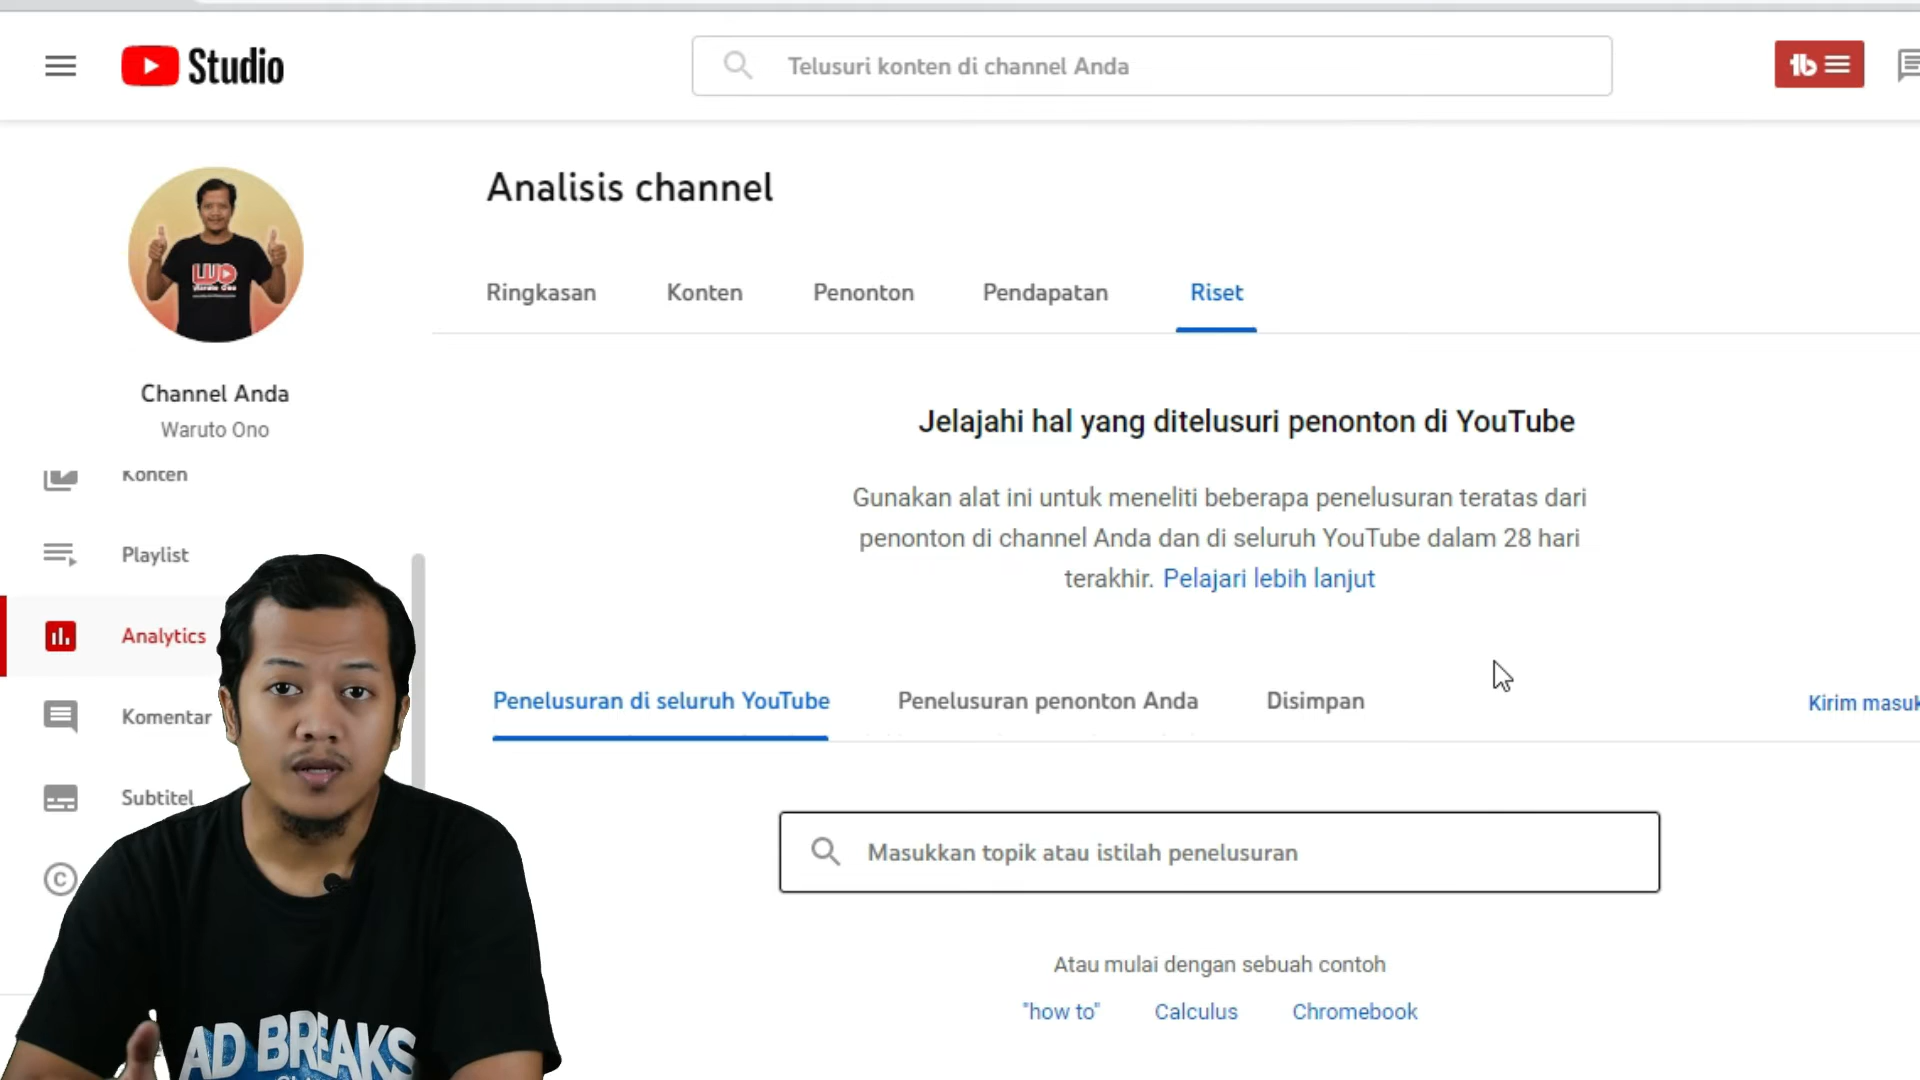 Studio
Telusuri konten di channel Anda
tb
Analisis channel
LUO
Channel Anda
Waruto Ono
Ringkasan Konten Penonton Pendapatan Riset
Jelajahi hal yang ditelusuri penonton di YouTube
Gunakan alat ini untuk meneliti beberapa penelusuran teratas dari
penonton di channel Anda dan di seluruh YouTube dalam 28 hari
terakhir. Pelajari lebih lanjut
Konten
Playlist
Analytics
Komentar
Subtitel
Penelusuran di seluruh YouTube Penelusuran penonton Anda Disimpan Kirim masuk
Masukkan topik atau istilah penelusuran
Atau mulai dengan sebuah contoh
"how to" Calculus Chromebook
AD BREAKS